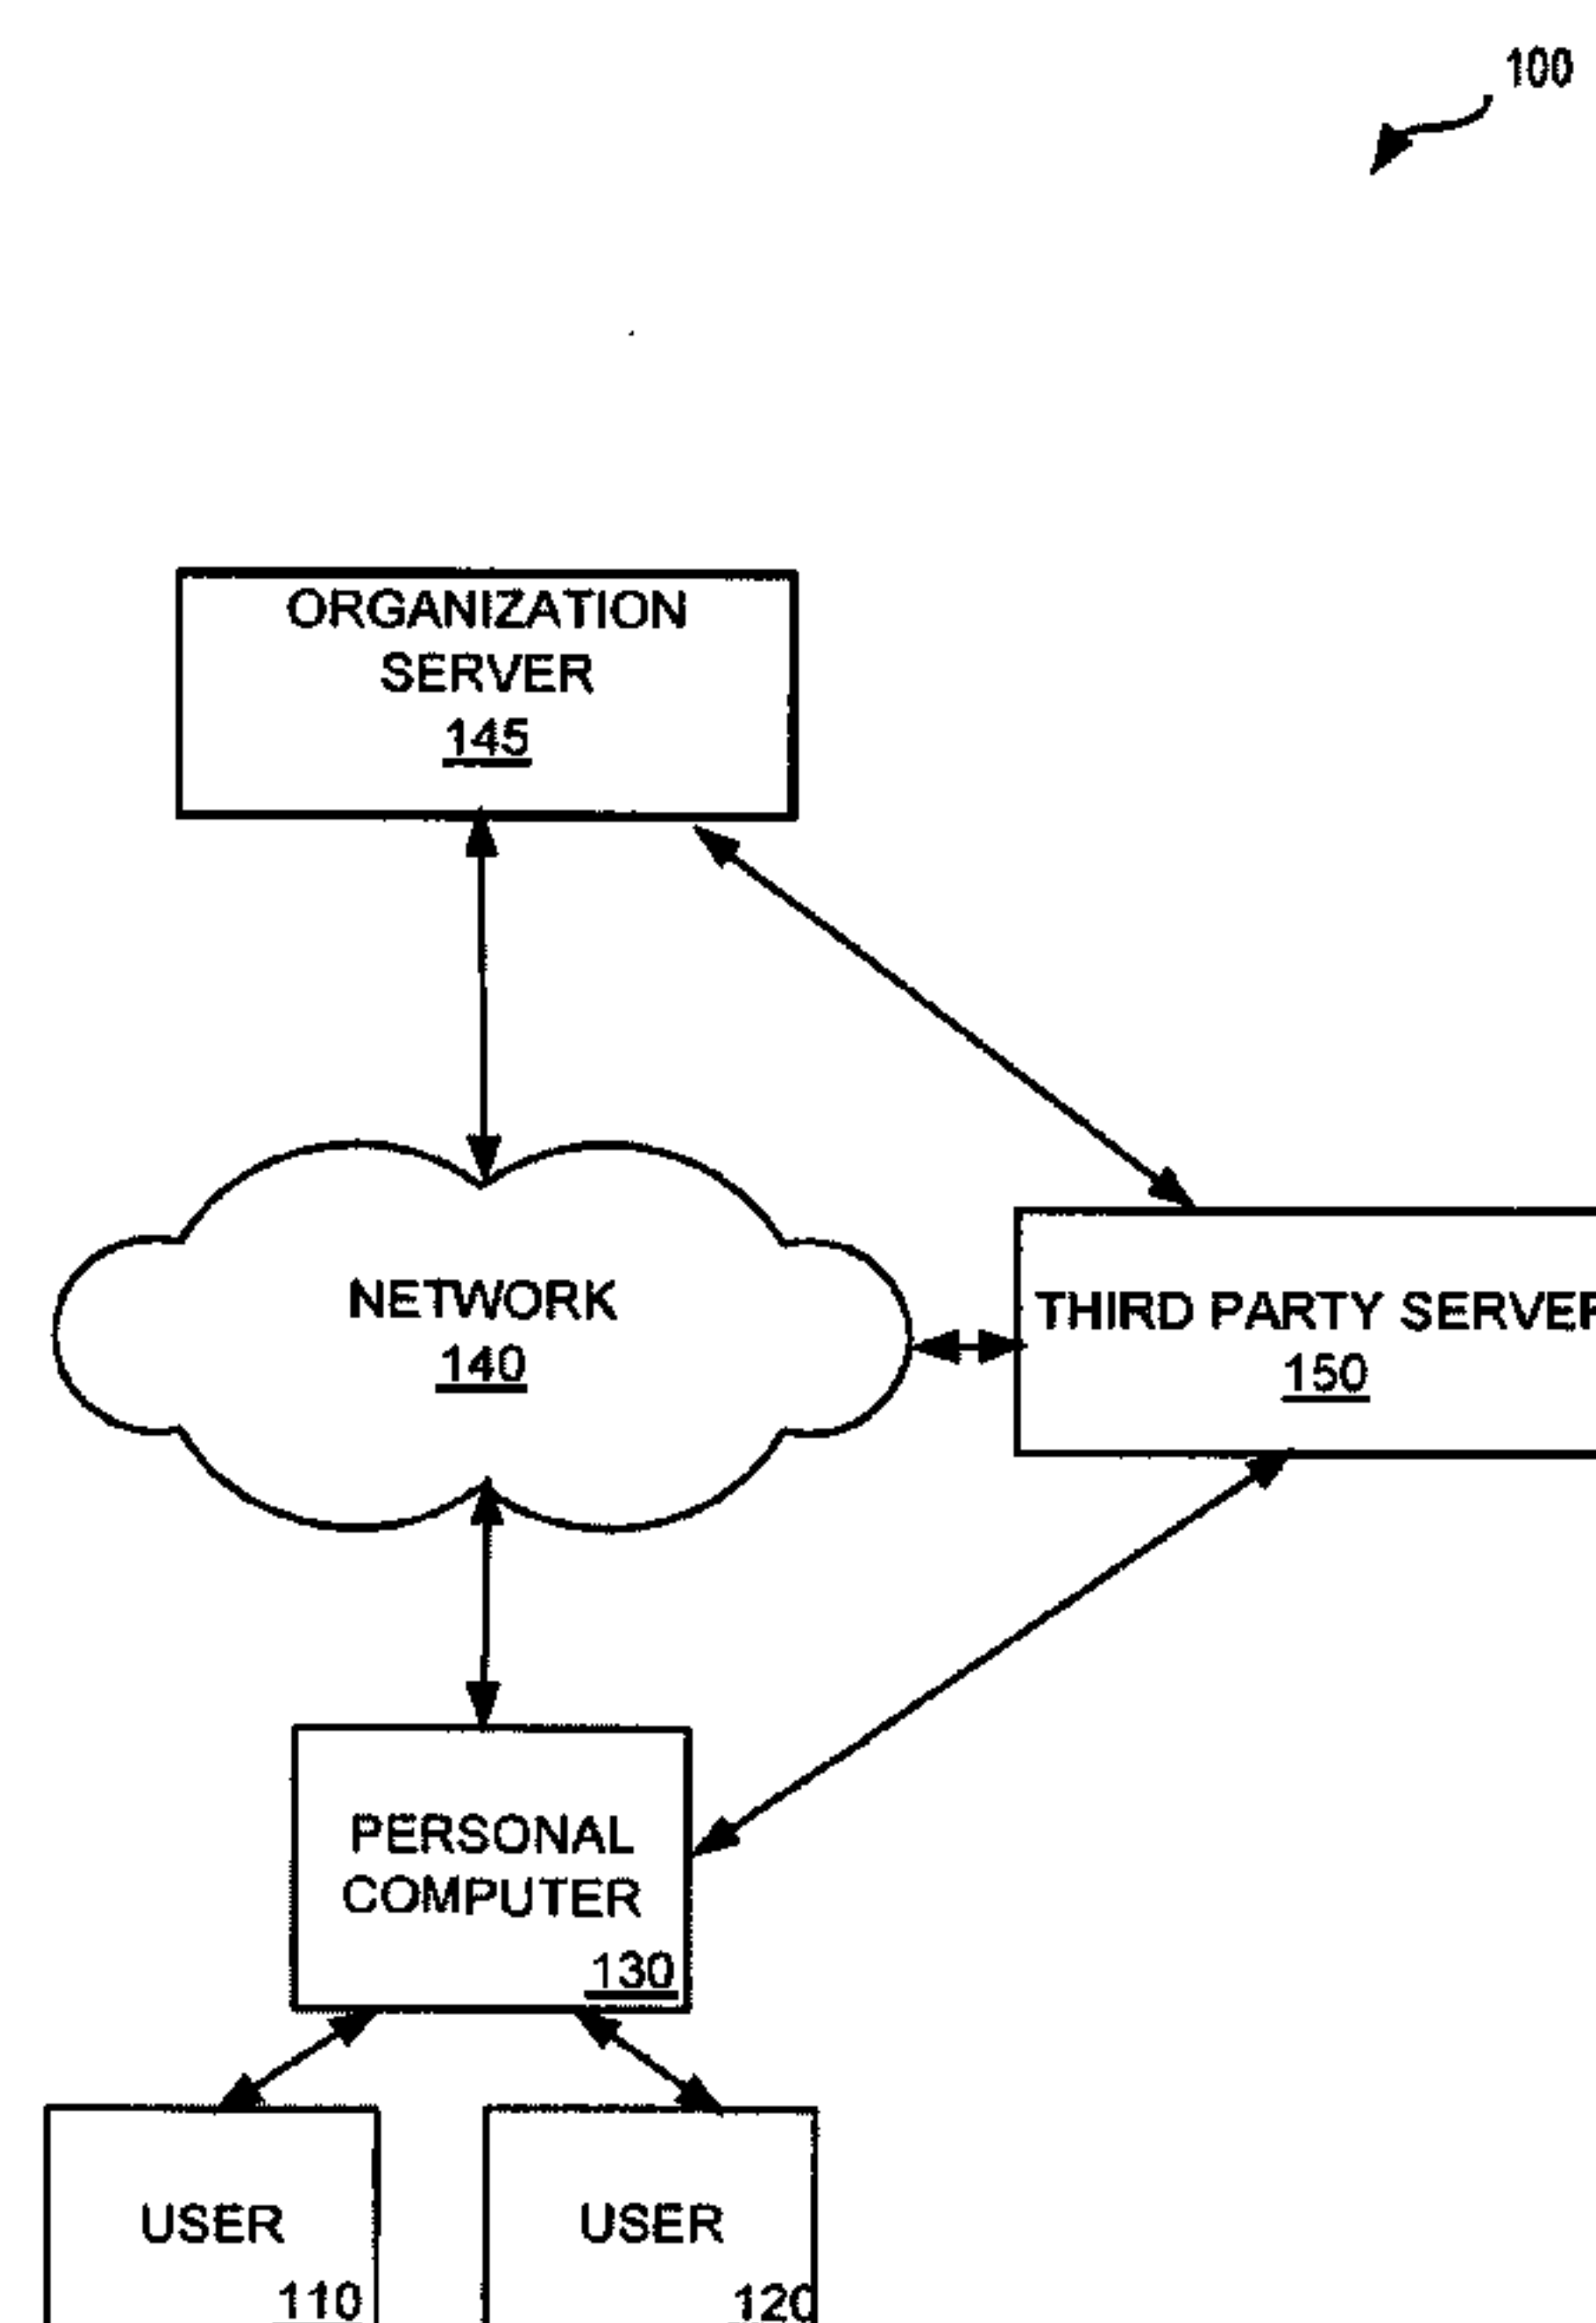 100
ORGANIZATION
SERVER
145
NETWORK
140
THIRD PARTY SERVER
150
PERSONAL
COMPUTER
130
USER
110
USER
120